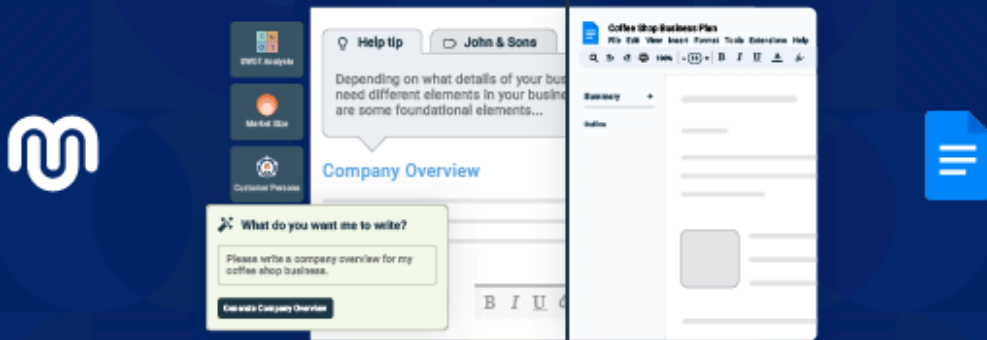 SWOT Analysis
Market Size
Customer Persona
Help tip
John & Sons
Depending on what details of your bus
need different elements in your busine
are some foundational elements...
Company Overview
What do you want me to write?
Please write a company overview for my
coffee shop business.
Generate Company Overview
B I U
Coffee Shop Business Plan
File Edit View Insert Format Tools Extensions Help
100%
B I U A
Summary +
Outline